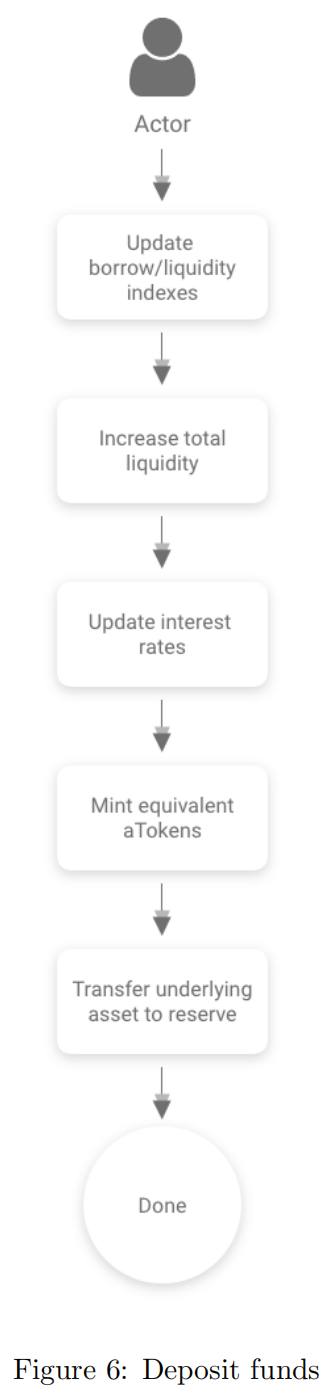 Actor
Update
borrow/liquidity
indexes
Increase total
liquidity
Update interest
rates
Mint equivalent
aTokens
Transfer underlying
asset to reserve
Done
Figure 6: Deposit funds